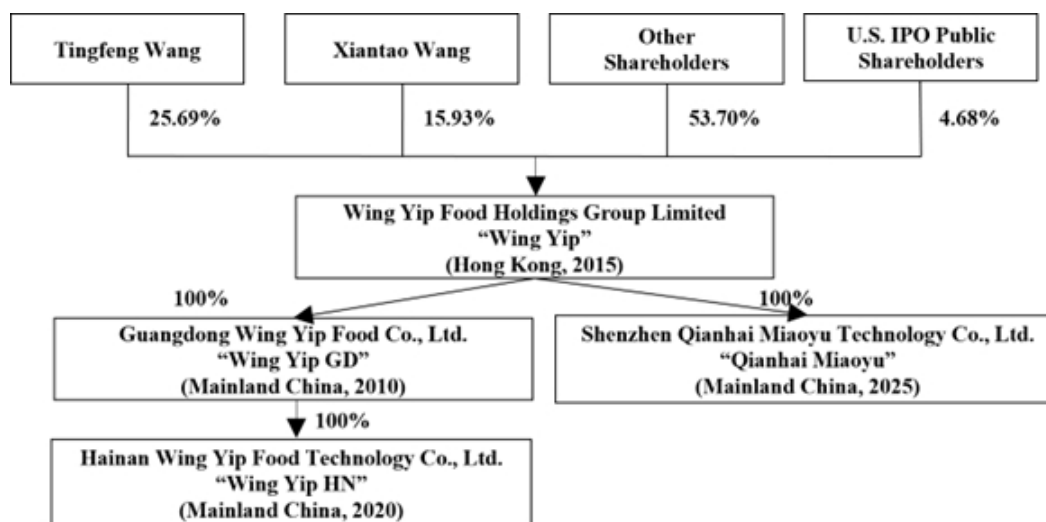 Tingfeng Wang
Xiantao Wang
Other
Shareholders
U.S. IPO Public
Shareholders
25.69%
15.93%
53.70%
4.68%
Wing Yip Food Holdings Group Limited
“Wing Yip”
(Hong Kong, 2015)
100%
100%
Guangdong Wing Yip Food Co., Ltd.
“Wing Yip GD”
(Mainland China, 2010)
Shenzhen Qianhai Miaoyu Technology Co., Ltd.
“Qianhai Miaoyu”
(Mainland China, 2025)
100%
Hainan Wing Yip Food Technology Co., Ltd.
“Wing Yip HN”
(Mainland China, 2020)